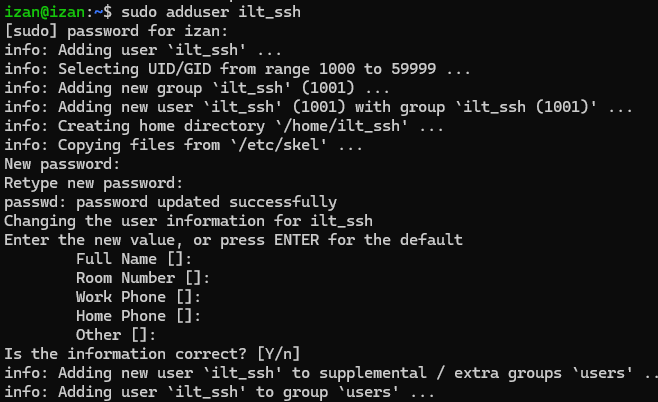 izan@izan:~$ sudo adduser ilt_ssh
[sudo] password for izan:
info: Adding user `ilt_ssh' ...
info: Selecting UID/GID from range 1000 to 59999 ...
info: Adding new group `ilt_ssh' (1001) ...
info: Adding new user `ilt_ssh' (1001) with group `ilt_ssh (1001)' ...
info: Creating home directory `/home/ilt_ssh' ...
info: Copying files from `/etc/skel' ...
New password:
Retype new password:
passwd: password updated successfully
Changing the user information for ilt_ssh
Enter the new value, or press ENTER for the default
        Full Name []:
        Room Number []:
        Work Phone []:
        Home Phone []:
        Other []:
Is the information correct? [Y/n]
info: Adding new user `ilt_ssh' to supplemental / extra groups `users' ..
info: Adding user `ilt_ssh' to group `users' ...